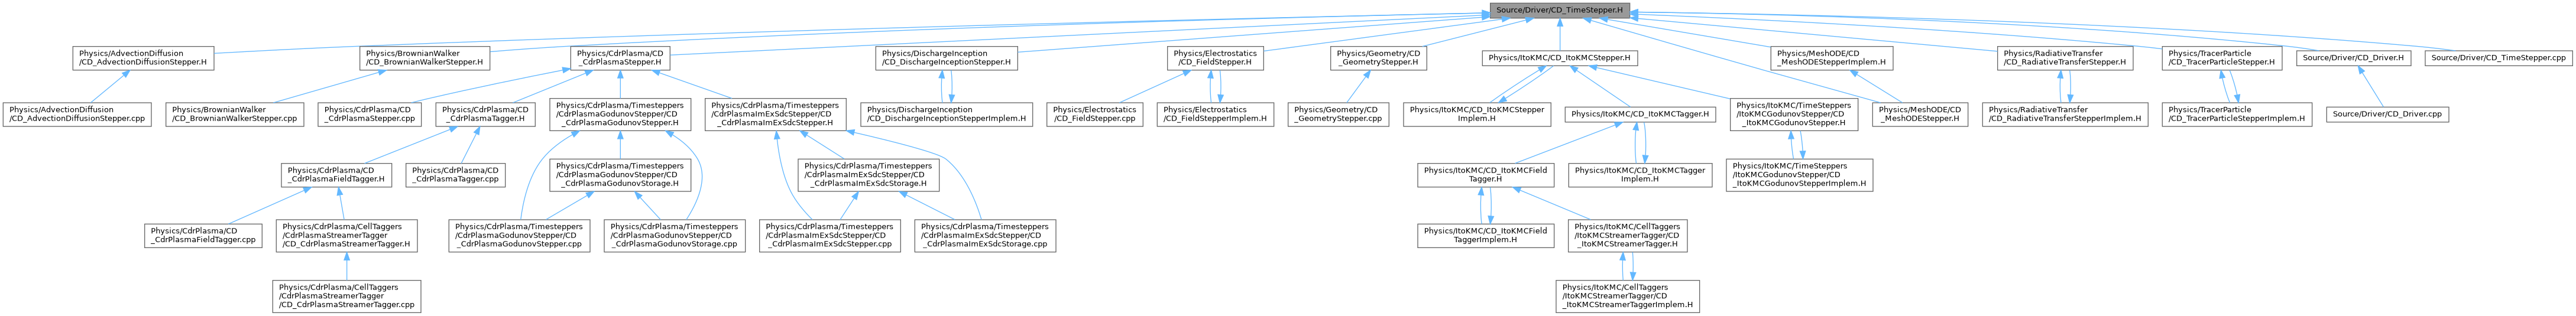 Source/Driver/CD_TimeStepper.H
Physics/AdvectionDiffusion
/CD_AdvectionDiffusionStepper.H
Physics/BrownianWalker
/CD_BrownianWalkerStepper.H
Physics/CdrPlasma/CD
_CdrPlasmaStepper.H
Physics/DischargeInception
/CD_DischargeInceptionStepper.H
Physics/Electrostatics
/CD_FieldStepper.H
Physics/Geometry/CD
_GeometryStepper.H
Physics/ItoKMC/CD_ItoKMCStepper.H
Physics/MeshODE/CD
_MeshODEStepperImplem.H
Physics/RadiativeTransfer
/CD_RadiativeTransferStepper.H
Physics/TracerParticle
/CD_TracerParticleStepper.H
Source/Driver/CD_Driver.H
Source/Driver/CD_TimeStepper.cpp
Physics/AdvectionDiffusion
/CD_AdvectionDiffusionStepper.cpp
Physics/BrownianWalker
/CD_BrownianWalkerStepper.cpp
Physics/CdrPlasma/CD
_CdrPlasmaStepper.cpp
Physics/CdrPlasma/CD
_CdrPlasmaTagger.H
Physics/CdrPlasma/Timesteppers
/CdrPlasmaGodunovStepper/CD
_CdrPlasmaGodunovStepper.H
Physics/CdrPlasma/Timesteppers
/CdrPlasmaImExSdcStepper/CD
_CdrPlasmaImExSdcStepper.H
Physics/DischargeInception
/CD_DischargeInceptionStepperImplem.H
Physics/Electrostatics
/CD_FieldStepper.cpp
Physics/Electrostatics
/CD_FieldStepperImplem.H
Physics/Geometry/CD
_GeometryStepper.cpp
Physics/ItoKMC/CD_ItoKMCStepper
Implem.H
Physics/ItoKMC/CD_ItoKMCTagger.H
Physics/ItoKMC/TimeSteppers
/ItoKMCGodunovStepper/CD
_ItoKMCGodunovStepper.H
Physics/MeshODE/CD
_MeshODEStepper.H
Physics/RadiativeTransfer
/CD_RadiativeTransferStepperImplem.H
Physics/TracerParticle
/CD_TracerParticleStepperImplem.H
Source/Driver/CD_Driver.cpp
Physics/CdrPlasma/CD
_CdrPlasmaFieldTagger.H
Physics/CdrPlasma/CD
_CdrPlasmaTagger.cpp
Physics/CdrPlasma/Timesteppers
/CdrPlasmaGodunovStepper/CD
_CdrPlasmaGodunovStorage.H
Physics/CdrPlasma/Timesteppers
/CdrPlasmaImExSdcStepper/CD
_CdrPlasmaImExSdcStorage.H
Physics/ItoKMC/CD_ItoKMCField
Tagger.H
Physics/ItoKMC/CD_ItoKMCTagger
Implem.H
Physics/ItoKMC/TimeSteppers
/ItoKMCGodunovStepper/CD
_ItoKMCGodunovStepperImplem.H
Physics/CdrPlasma/CD
_CdrPlasmaFieldTagger.cpp
Physics/CdrPlasma/CellTaggers
/CdrPlasmaStreamerTagger
/CD_CdrPlasmaStreamerTagger.H
Physics/CdrPlasma/Timesteppers
/CdrPlasmaGodunovStepper/CD
_CdrPlasmaGodunovStepper.cpp
Physics/CdrPlasma/Timesteppers
/CdrPlasmaGodunovStepper/CD
_CdrPlasmaGodunovStorage.cpp
Physics/CdrPlasma/Timesteppers
/CdrPlasmaImExSdcStepper/CD
_CdrPlasmaImExSdcStepper.cpp
Physics/CdrPlasma/Timesteppers
/CdrPlasmaImExSdcStepper/CD
_CdrPlasmaImExSdcStorage.cpp
Physics/ItoKMC/CD_ItoKMCField
TaggerImplem.H
Physics/ItoKMC/CellTaggers
/ItoKMCStreamerTagger/CD
_ItoKMCStreamerTagger.H
Physics/CdrPlasma/CellTaggers
/CdrPlasmaStreamerTagger
/CD_CdrPlasmaStreamerTagger.cpp
Physics/ItoKMC/CellTaggers
/ItoKMCStreamerTagger/CD
_ItoKMCStreamerTaggerImplem.H